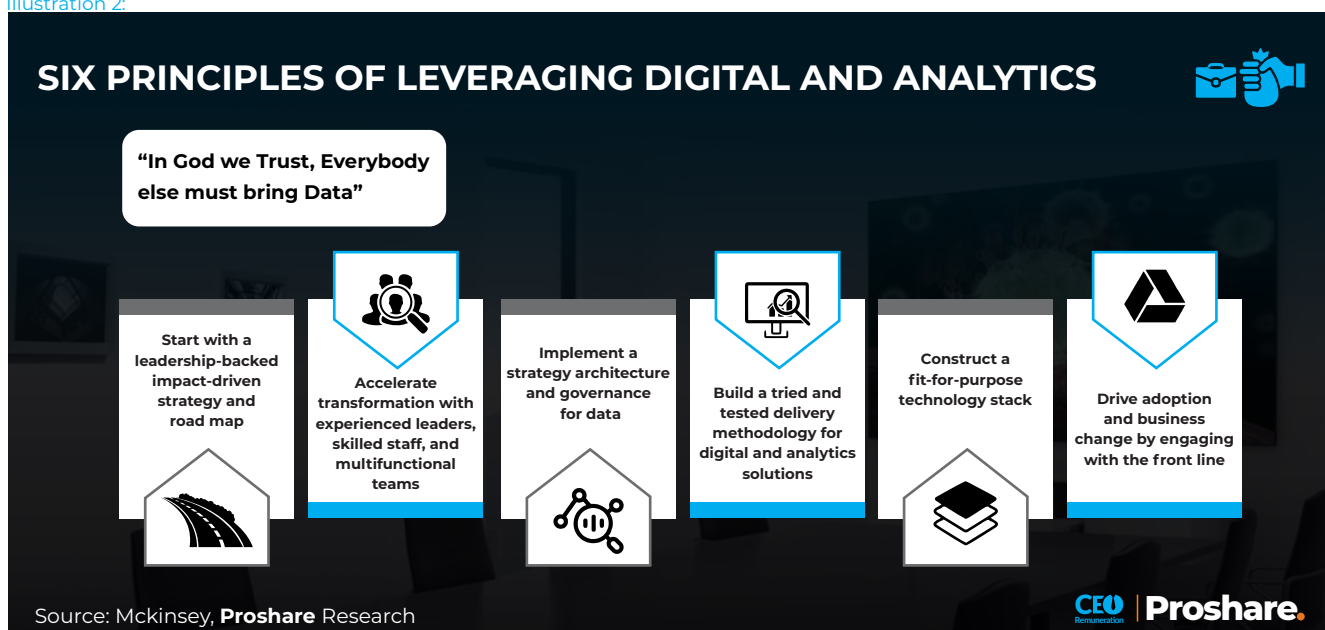 Illustration 2:
SIX PRINCIPLES OF LEVERAGING DIGITAL AND ANALYTICS
“In God we Trust, Everybody
else must bring Data”
Start with a
leadership-backed
impact-driven
strategy and
road map
Accelerate
transformation with
experienced leaders,
skilled staff, and
multifunctional
teams
Implement a
strategy architecture
and governance
for data
Build a tried and
tested delivery
methodology for
digital and analytics
solutions
Construct a
fit-for-purpose
technology stack
Drive adoption
and business
change by engaging
with the front line
Source: Mckinsey, Proshare Research
CEO
Remuneration
Proshare.